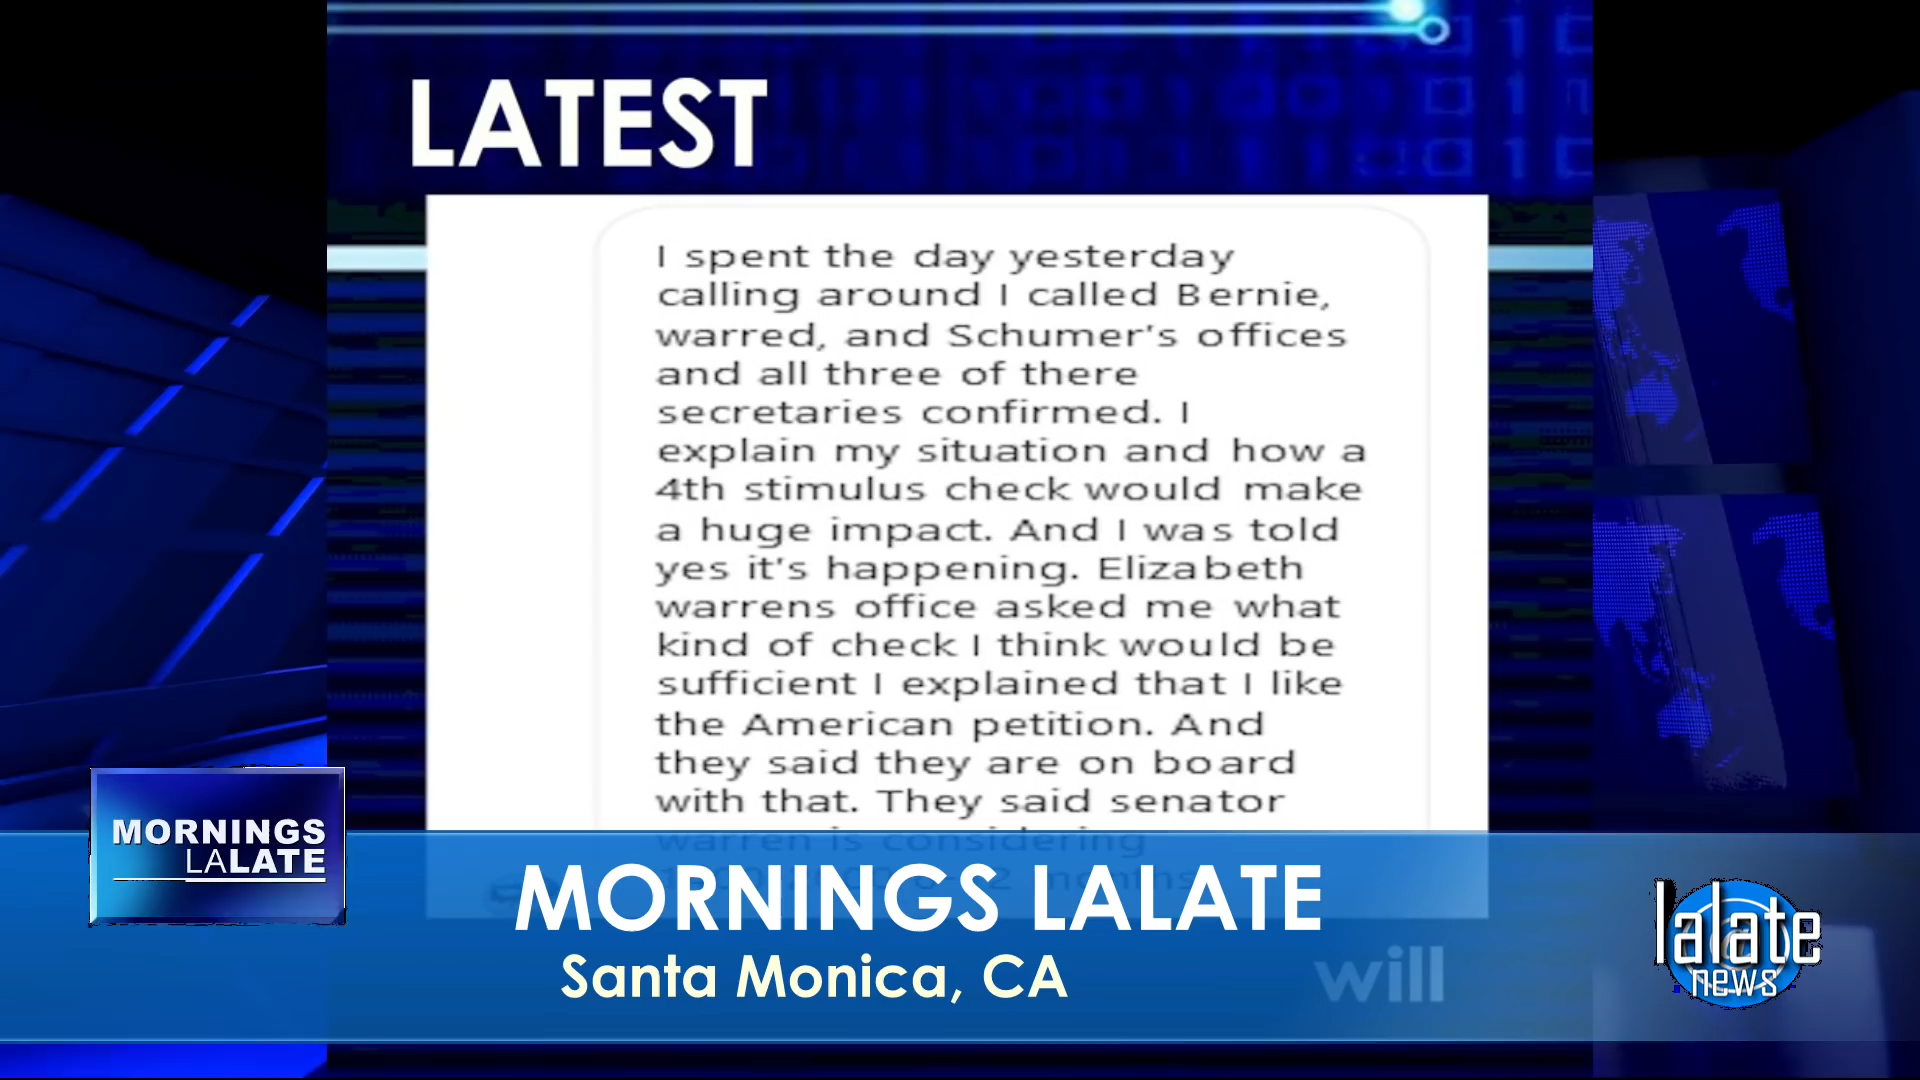 LATEST
I spent the day yesterday
calling around I called Bernie,
warred, and Schumer's offices
and all three of there
secretaries confirmed. I
explain my situation and how a
4th stimulus check would make
a huge impact. And I was told
yes it's happening. Elizabeth
warrens office asked me what
kind of check I think would be
sufficient I explained that I like
the American petition. And
they said they are on board
with that. They said senator
warren is considering
MORNINGS
LALATE
MORNINGS LALATE
Santa Monica, CA
will
lalate
news